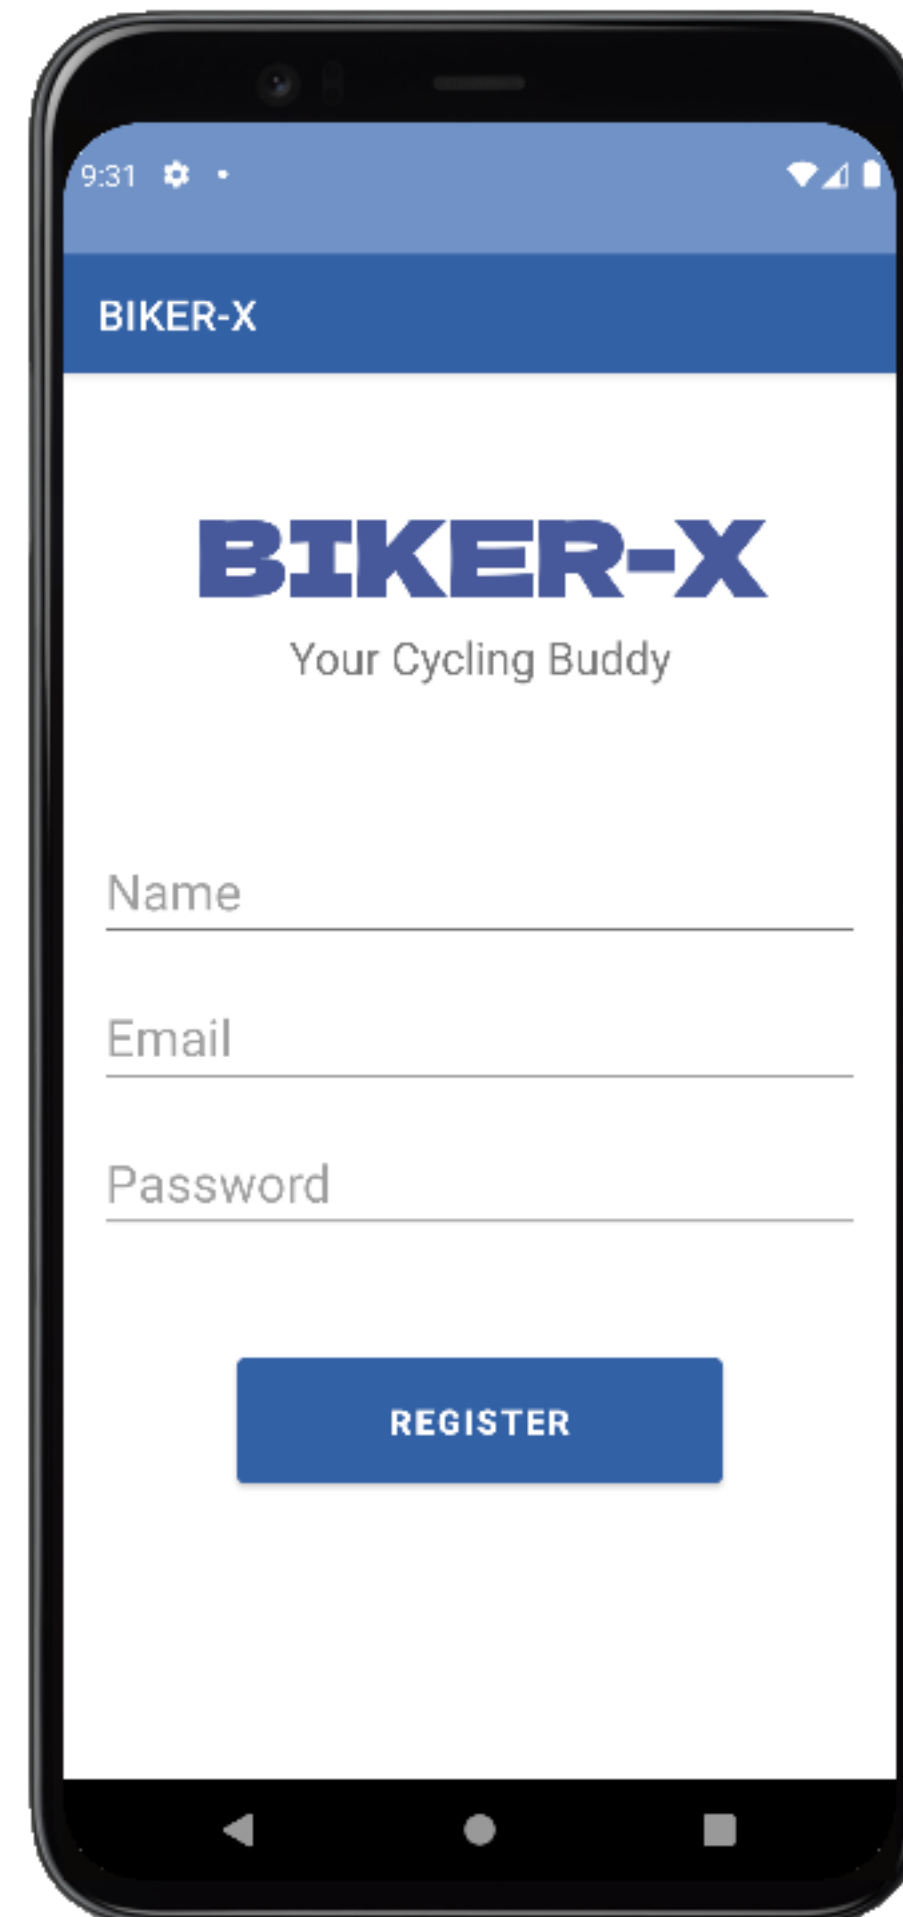 9:31
BIKER-X
BIKER-X
Your Cycling Buddy
Name
Email
Password
REGISTER